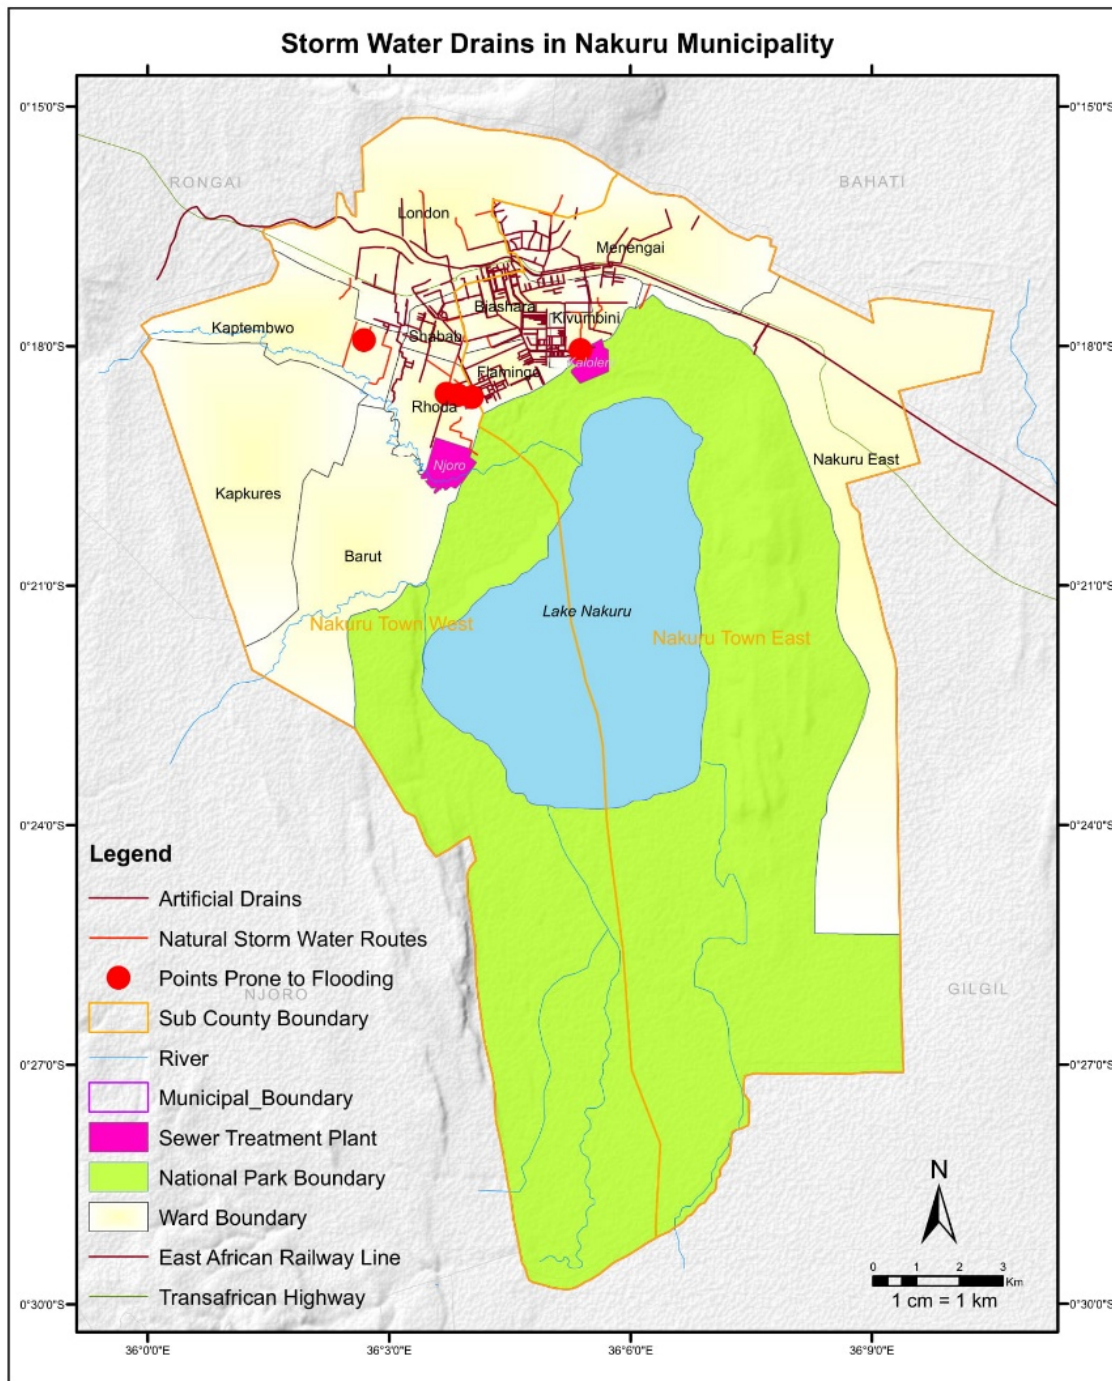 Storm Water Drains in Nakuru Municipality
0°15'0"S
0°15'0"S
RONGAI
BAHATI
London
Menengai
Biashara
Kivumbini
Kaptembwo
Shabab
0°18'0"S
0°18'0"S
Kaloleni
Flamingo
Rhoda
Nakuru East
Njoro
Kapkures
Barut
0°21'0"S
0°21'0"S
Lake Nakuru
Nakuru Town West
Nakuru Town East
0°24'0"S
0°24'0"S
Legend
Artificial Drains
Natural Storm Water Routes
Points Prone to Flooding
NJORO
GILGIL
Sub County Boundary
River
0°27'0"S
0°27'0"S
Municipal_Boundary
Sewer Treatment Plant
National Park Boundary
Ward Boundary
East African Railway Line
Transafrican Highway
N
0 1 2 3
Km
1 cm = 1 km
0°30'0"S
0°30'0"S
36°0'0"E
36°3'0"E
36°6'0"E
36°9'0"E